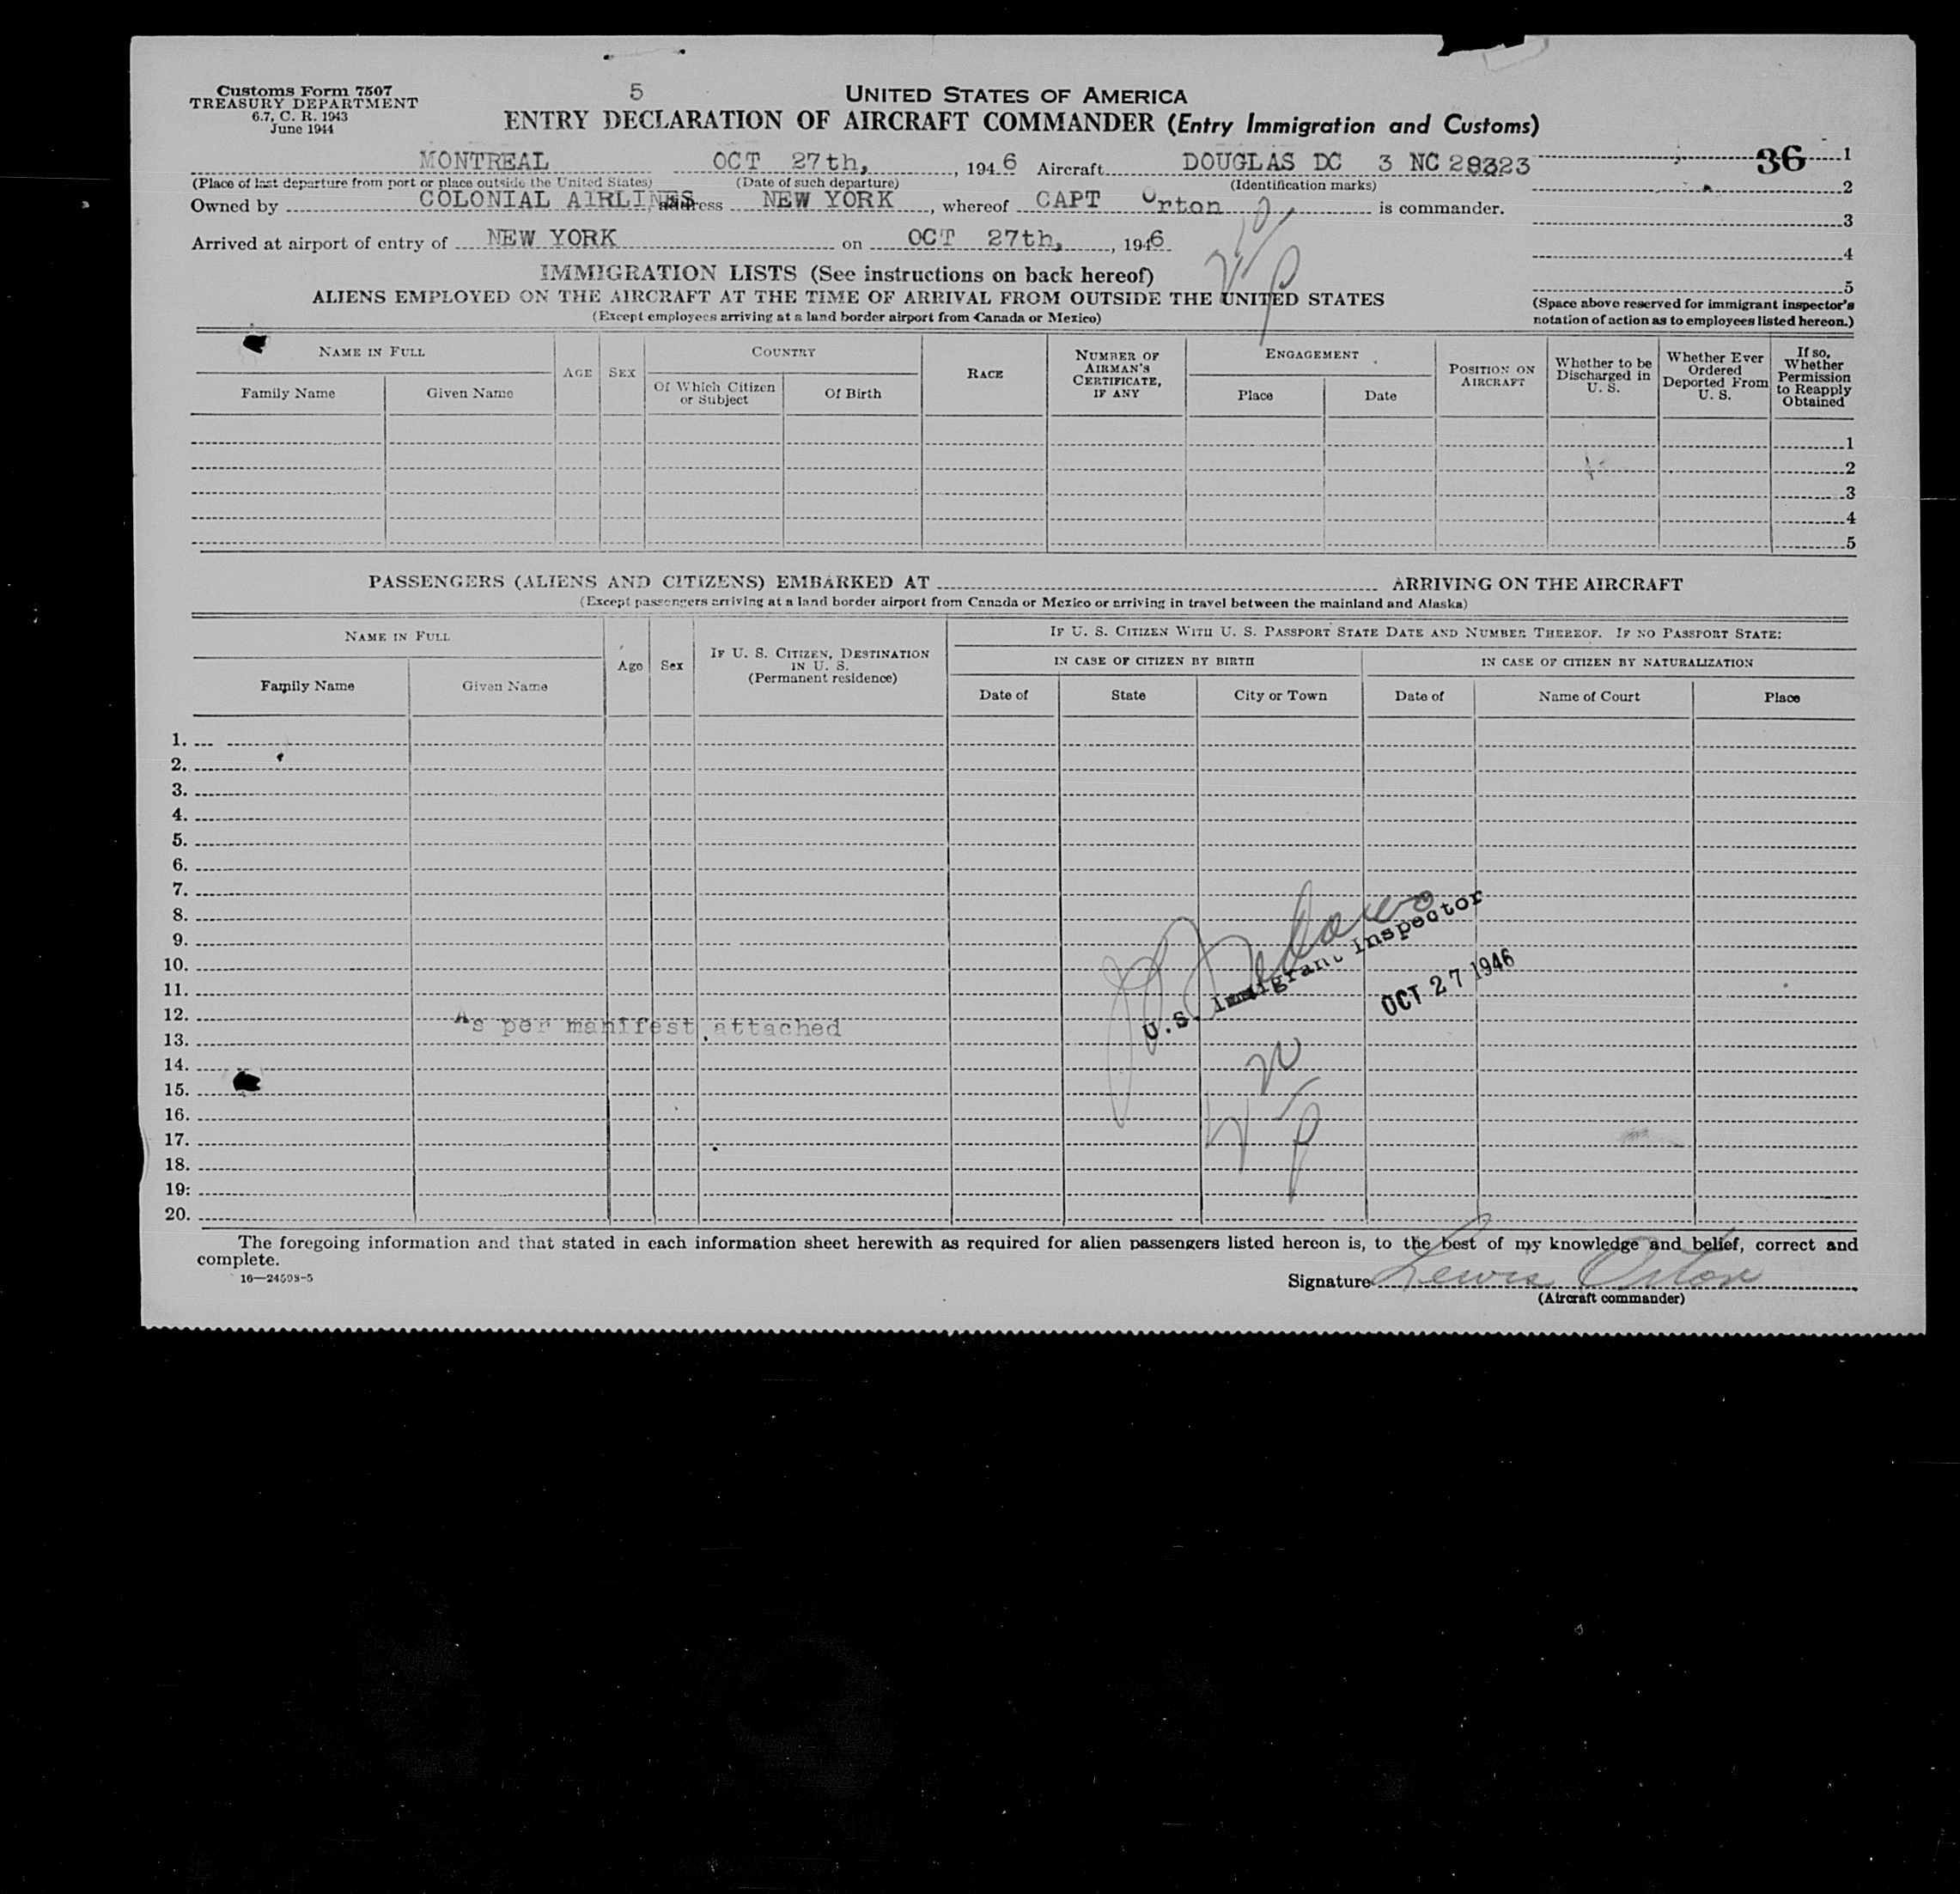 Customs Form 7507
TREASURY DEPARTMENT
6.7, C. R. 1943
June 1944
5
UNITED STATES OF AMERICA
ENTRY DECLARATION OF AIRCRAFT COMMANDER (Entry Immigration and Customs)
MONTREAL OCT 27th, , 1946 Aircraft DOUGLAS DC 3 NC 28323
36 1
(Place of last departure from port or place outside the United States) (Date of such departure) (Identification marks)
2
Owned by COLONIAL AIRLINES address NEW YORK , whereof CAPT Orton is commander.
3
Arrived at airport of entry of NEW YORK on OCT 27th, , 1946
4
IMMIGRATION LISTS (See instructions on back hereof)
5
ALIENS EMPLOYED ON THE AIRCRAFT AT THE TIME OF ARRIVAL FROM OUTSIDE THE UNITED STATES
(Except employees arriving at a land border airport from Canada or Mexico)
(Space above reserved for immigrant inspector's
notation of action as to employees listed hereon.)
NAME IN FULL
Family Name Given Name
AGE SEX
COUNTRY
Of Which Citizen
or Subject
Of Birth
RACE
NUMBER OF
AIRMAN'S
CERTIFICATE,
IF ANY
ENGAGEMENT
Place Date
POSITION ON
AIRCRAFT
Whether to be
Discharged in
U. S.
Whether Ever
Ordered
Deported From
U. S.
If so,
Whether
Permission
to Reapply
Obtained
1
2
3
4
5
PASSENGERS (ALIENS AND CITIZENS) EMBARKED AT ARRIVING ON THE AIRCRAFT
(Except passengers arriving at a land border airport from Canada or Mexico or arriving in travel between the mainland and Alaska)
NAME IN FULL
Family Name Given Name
Age Sex
IF U. S. CITIZEN, DESTINATION
IN U. S.
(Permanent residence)
IF U. S. CITIZEN WITH U. S. PASSPORT STATE DATE AND NUMBER THEREOF. IF NO PASSPORT STATE:
IN CASE OF CITIZEN BY BIRTH IN CASE OF CITIZEN BY NATURALIZATION
Date of State City or Town Date of Name of Court Place
1.
2.
3.
4.
5.
6.
7.
8.
9.
10.
11.
12.
As per manifest attached
13.
14.
15.
16.
17.
18.
19:
20.
U.S. Immigrant Inspector
OCT 27 1946
The foregoing information and that stated in each information sheet herewith as required for alien passengers listed hereon is, to the best of my knowledge and belief, correct and
complete.
16—24598-5
Signature Lewis Orton
(Aircraft commander)